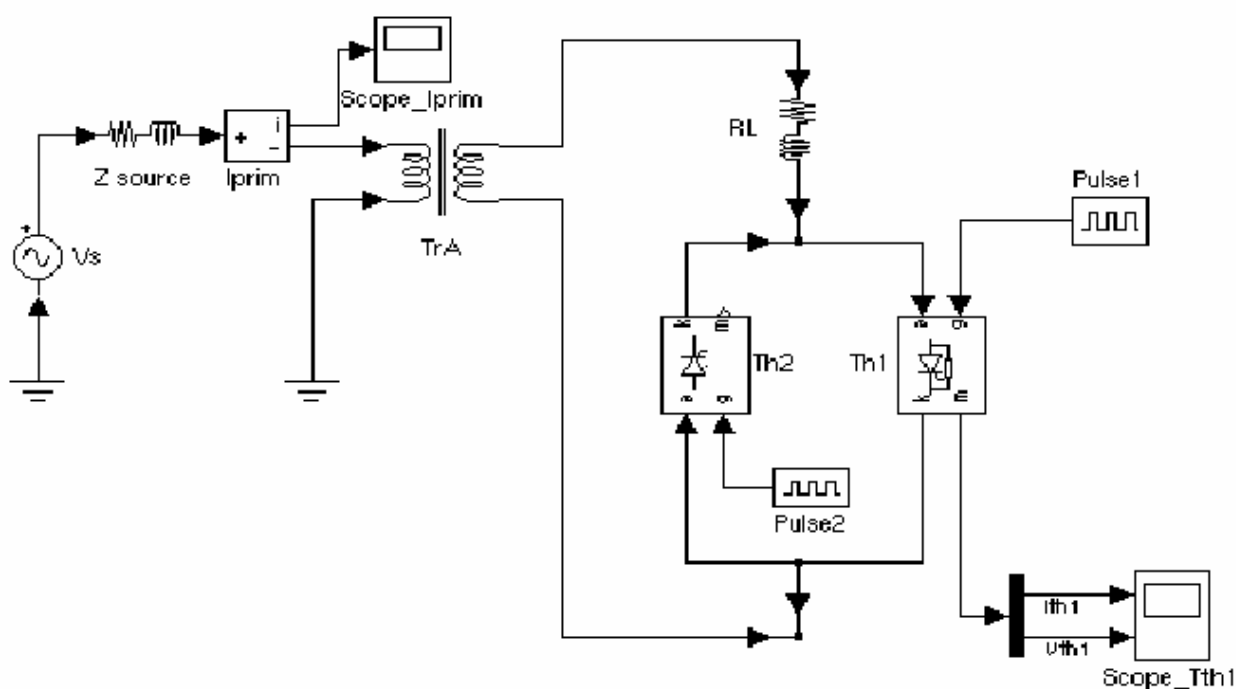 Scope_Iprim
RL
i
+
−
Z source
Iprim
Pulse1
+
Vs
TrA
k
m
a
g
Th2
Th1
a
g
k
m
Pulse2
Ith1
Vth1
Scope_Tth1